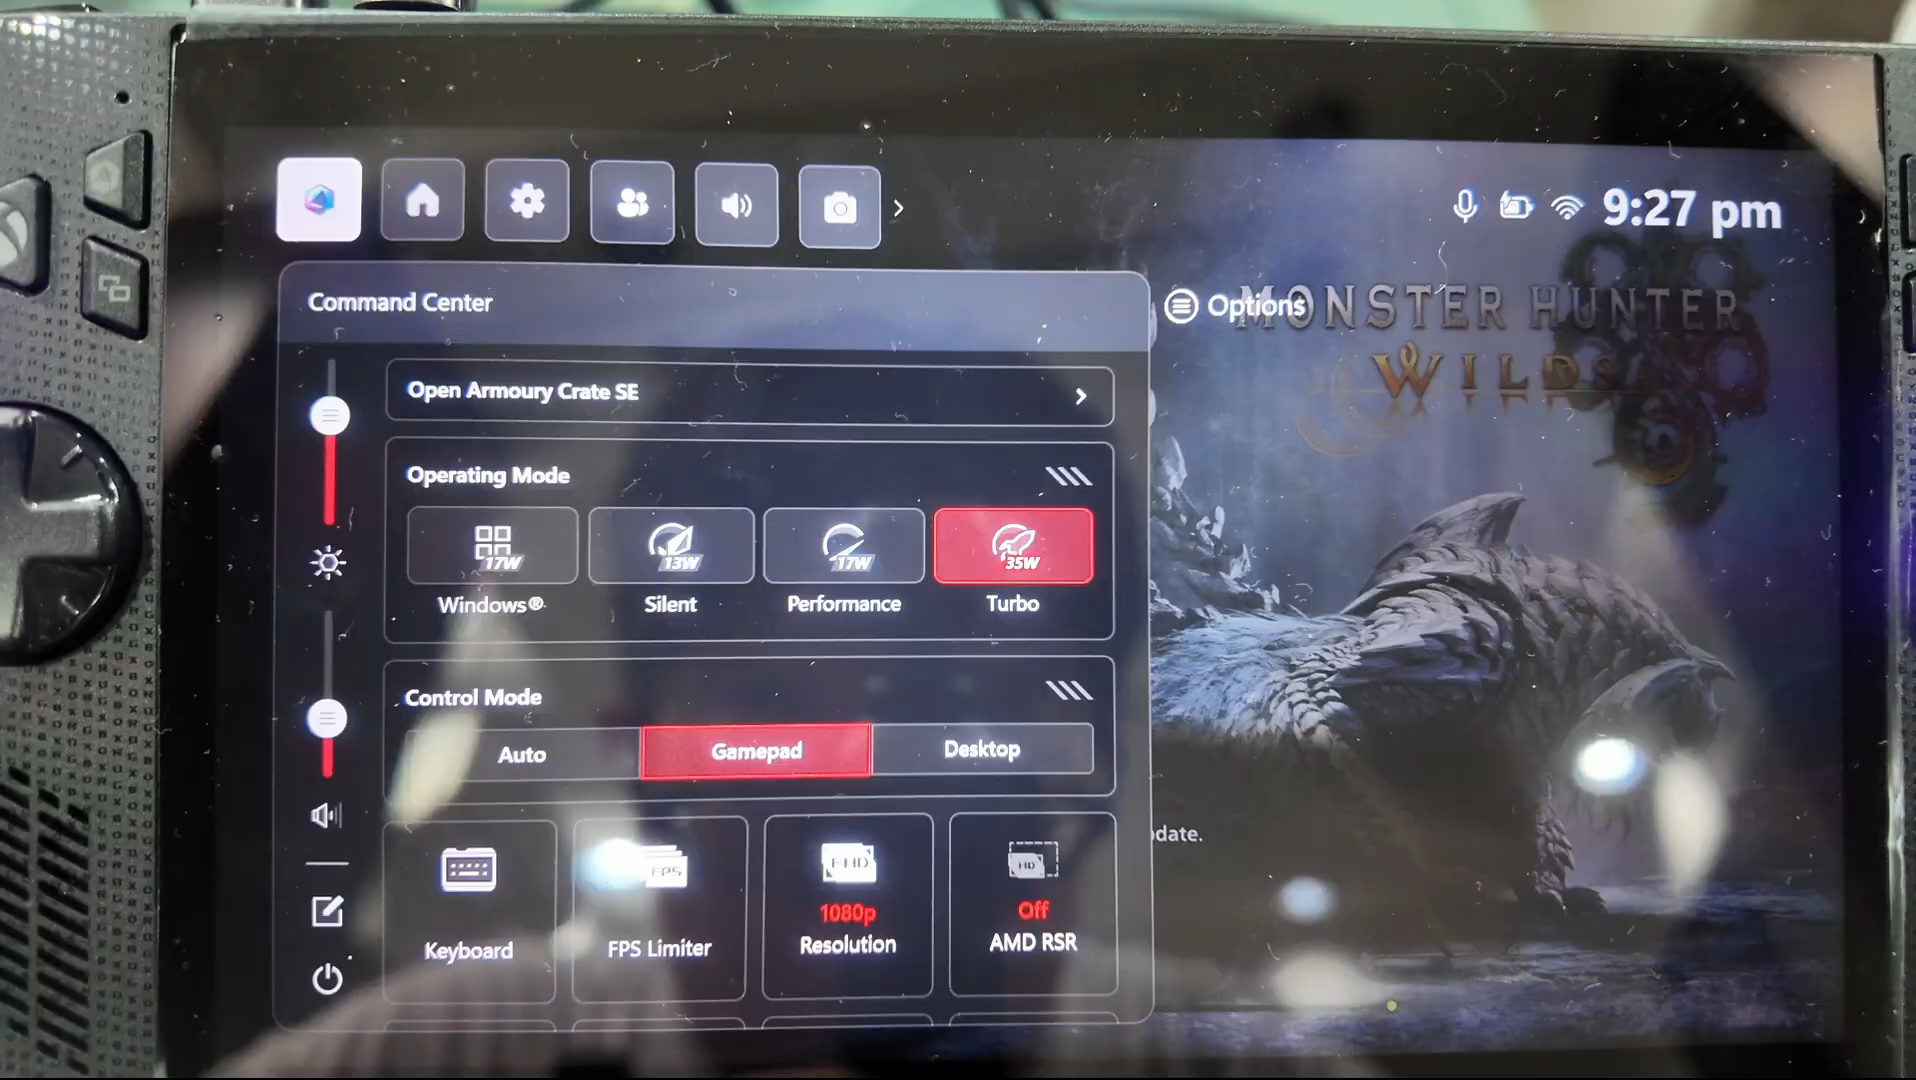 9:27 pm
Command Center
Options
MONSTER HUNTER
WILDS
Open Armoury Crate SE
Operating Mode
17W
13W
17W
35W
Windows®
Silent
Performance
Turbo
Control Mode
Auto
Gamepad
Desktop
date.
FPS
FHD
HD
1080p
Off
Keyboard
FPS Limiter
Resolution
AMD RSR